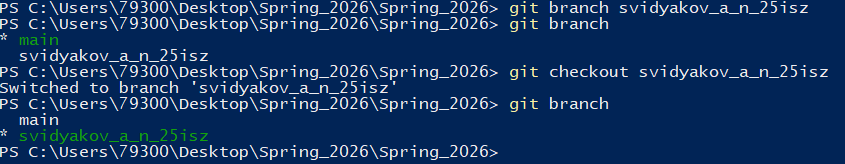 PS C:\Users\79300\Desktop\Spring_2026\Spring_2026> git branch svidyakov_a_n_25isz
PS C:\Users\79300\Desktop\Spring_2026\Spring_2026> git branch
* main
  svidyakov_a_n_25isz
PS C:\Users\79300\Desktop\Spring_2026\Spring_2026> git checkout svidyakov_a_n_25isz
Switched to branch 'svidyakov_a_n_25isz'
PS C:\Users\79300\Desktop\Spring_2026\Spring_2026> git branch
  main
* svidyakov_a_n_25isz
PS C:\Users\79300\Desktop\Spring_2026\Spring_2026>